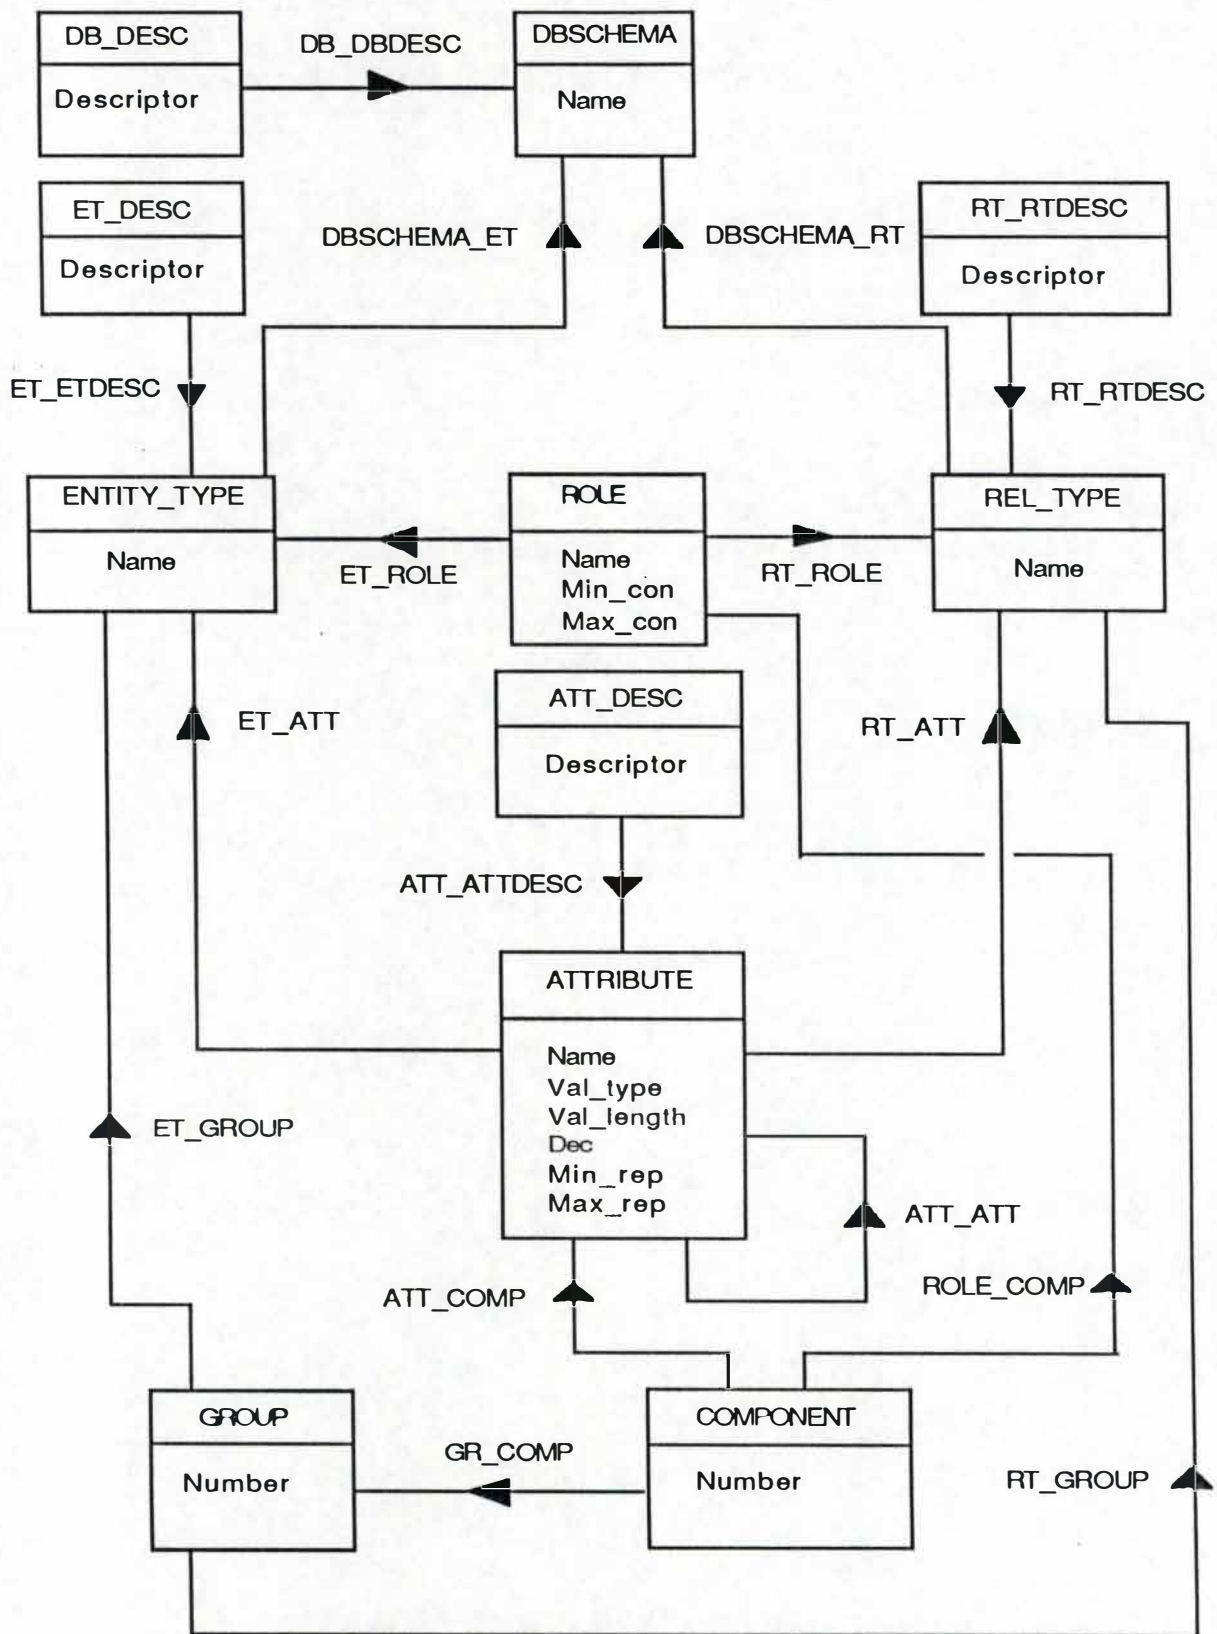 DB_DESC
Descriptor
DB_DBDESC
DBSCHEMA
Name
ET_DESC
Descriptor
DBSCHEMA_ET
DBSCHEMA_RT
RT_RTDESC
Descriptor
ET_ETDESC
RT_RTDESC
ENTITY_TYPE
Name
ET_ROLE
ROLE
Name
Min_con
Max_con
RT_ROLE
REL_TYPE
Name
ET_ATT
ATT_DESC
Descriptor
RT_ATT
ATT_ATTDESC
ATTRIBUTE
Name
Val_type
Val_length
Dec
Min_rep
Max_rep
ET_GROUP
ATT_ATT
ATT_COMP
ROLE_COMP
GROUP
Number
GR_COMP
COMPONENT
Number
RT_GROUP